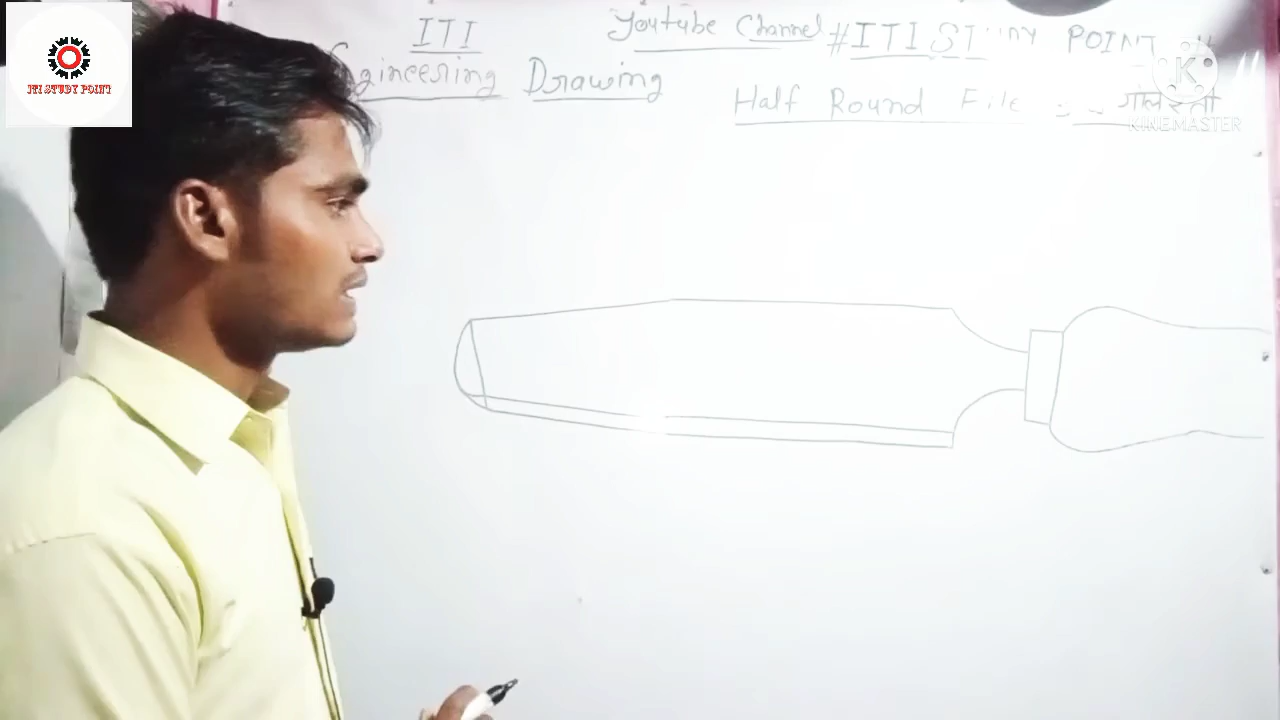 ITI STUDY POINT
ITI
Youtube Channel #ITI STUDY POINT
Engineering Drawing
Half Round File
KINEMASTER